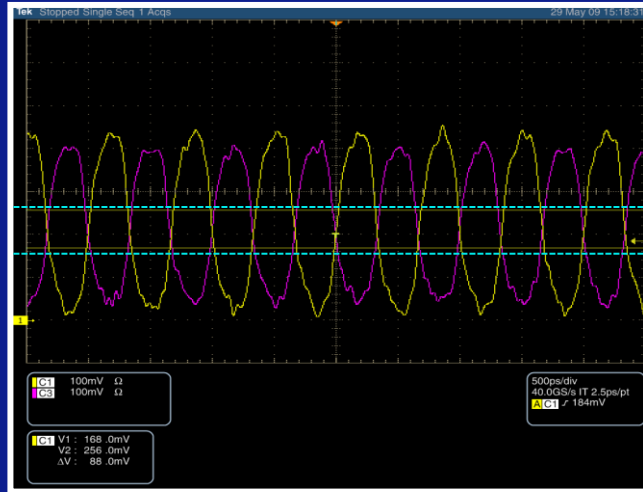 Tek Stopped Single Seq 1 Acqs 29 May 09 15:18:31
T
1
C1 100mV Ω
C3 100mV Ω
500ps/div
40.0GS/s IT 2.5ps/pt
A C1 184mV
C1 V1 : 168 .0mV
V2 : 256 .0mV
ΔV : 88 .0mV